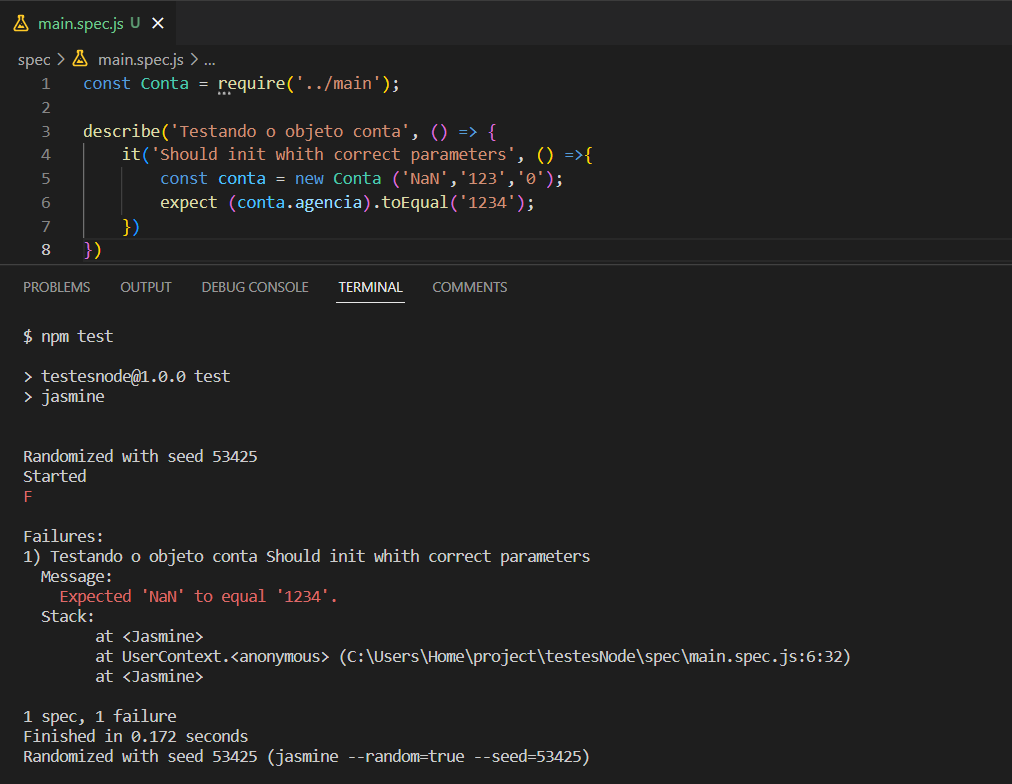 main.spec.js U
spec > main.spec.js > ...
1 const Conta = require('../main');
2
3 describe('Testando o objeto conta', () => {
4 it('Should init whith correct parameters', () =>{
5 const conta = new Conta ('NaN','123','0');
6 expect (conta.agencia).toEqual('1234');
7 })
8 })
PROBLEMS OUTPUT DEBUG CONSOLE TERMINAL COMMENTS
$ npm test
> testesnode@1.0.0 test
> jasmine
Randomized with seed 53425
Started
F
Failures:
1) Testando o objeto conta Should init whith correct parameters
Message:
Expected 'NaN' to equal '1234'.
Stack:
at <Jasmine>
at UserContext.<anonymous> (C:\Users\Home\project\testesNode\spec\main.spec.js:6:32)
at <Jasmine>
1 spec, 1 failure
Finished in 0.172 seconds
Randomized with seed 53425 (jasmine --random=true --seed=53425)